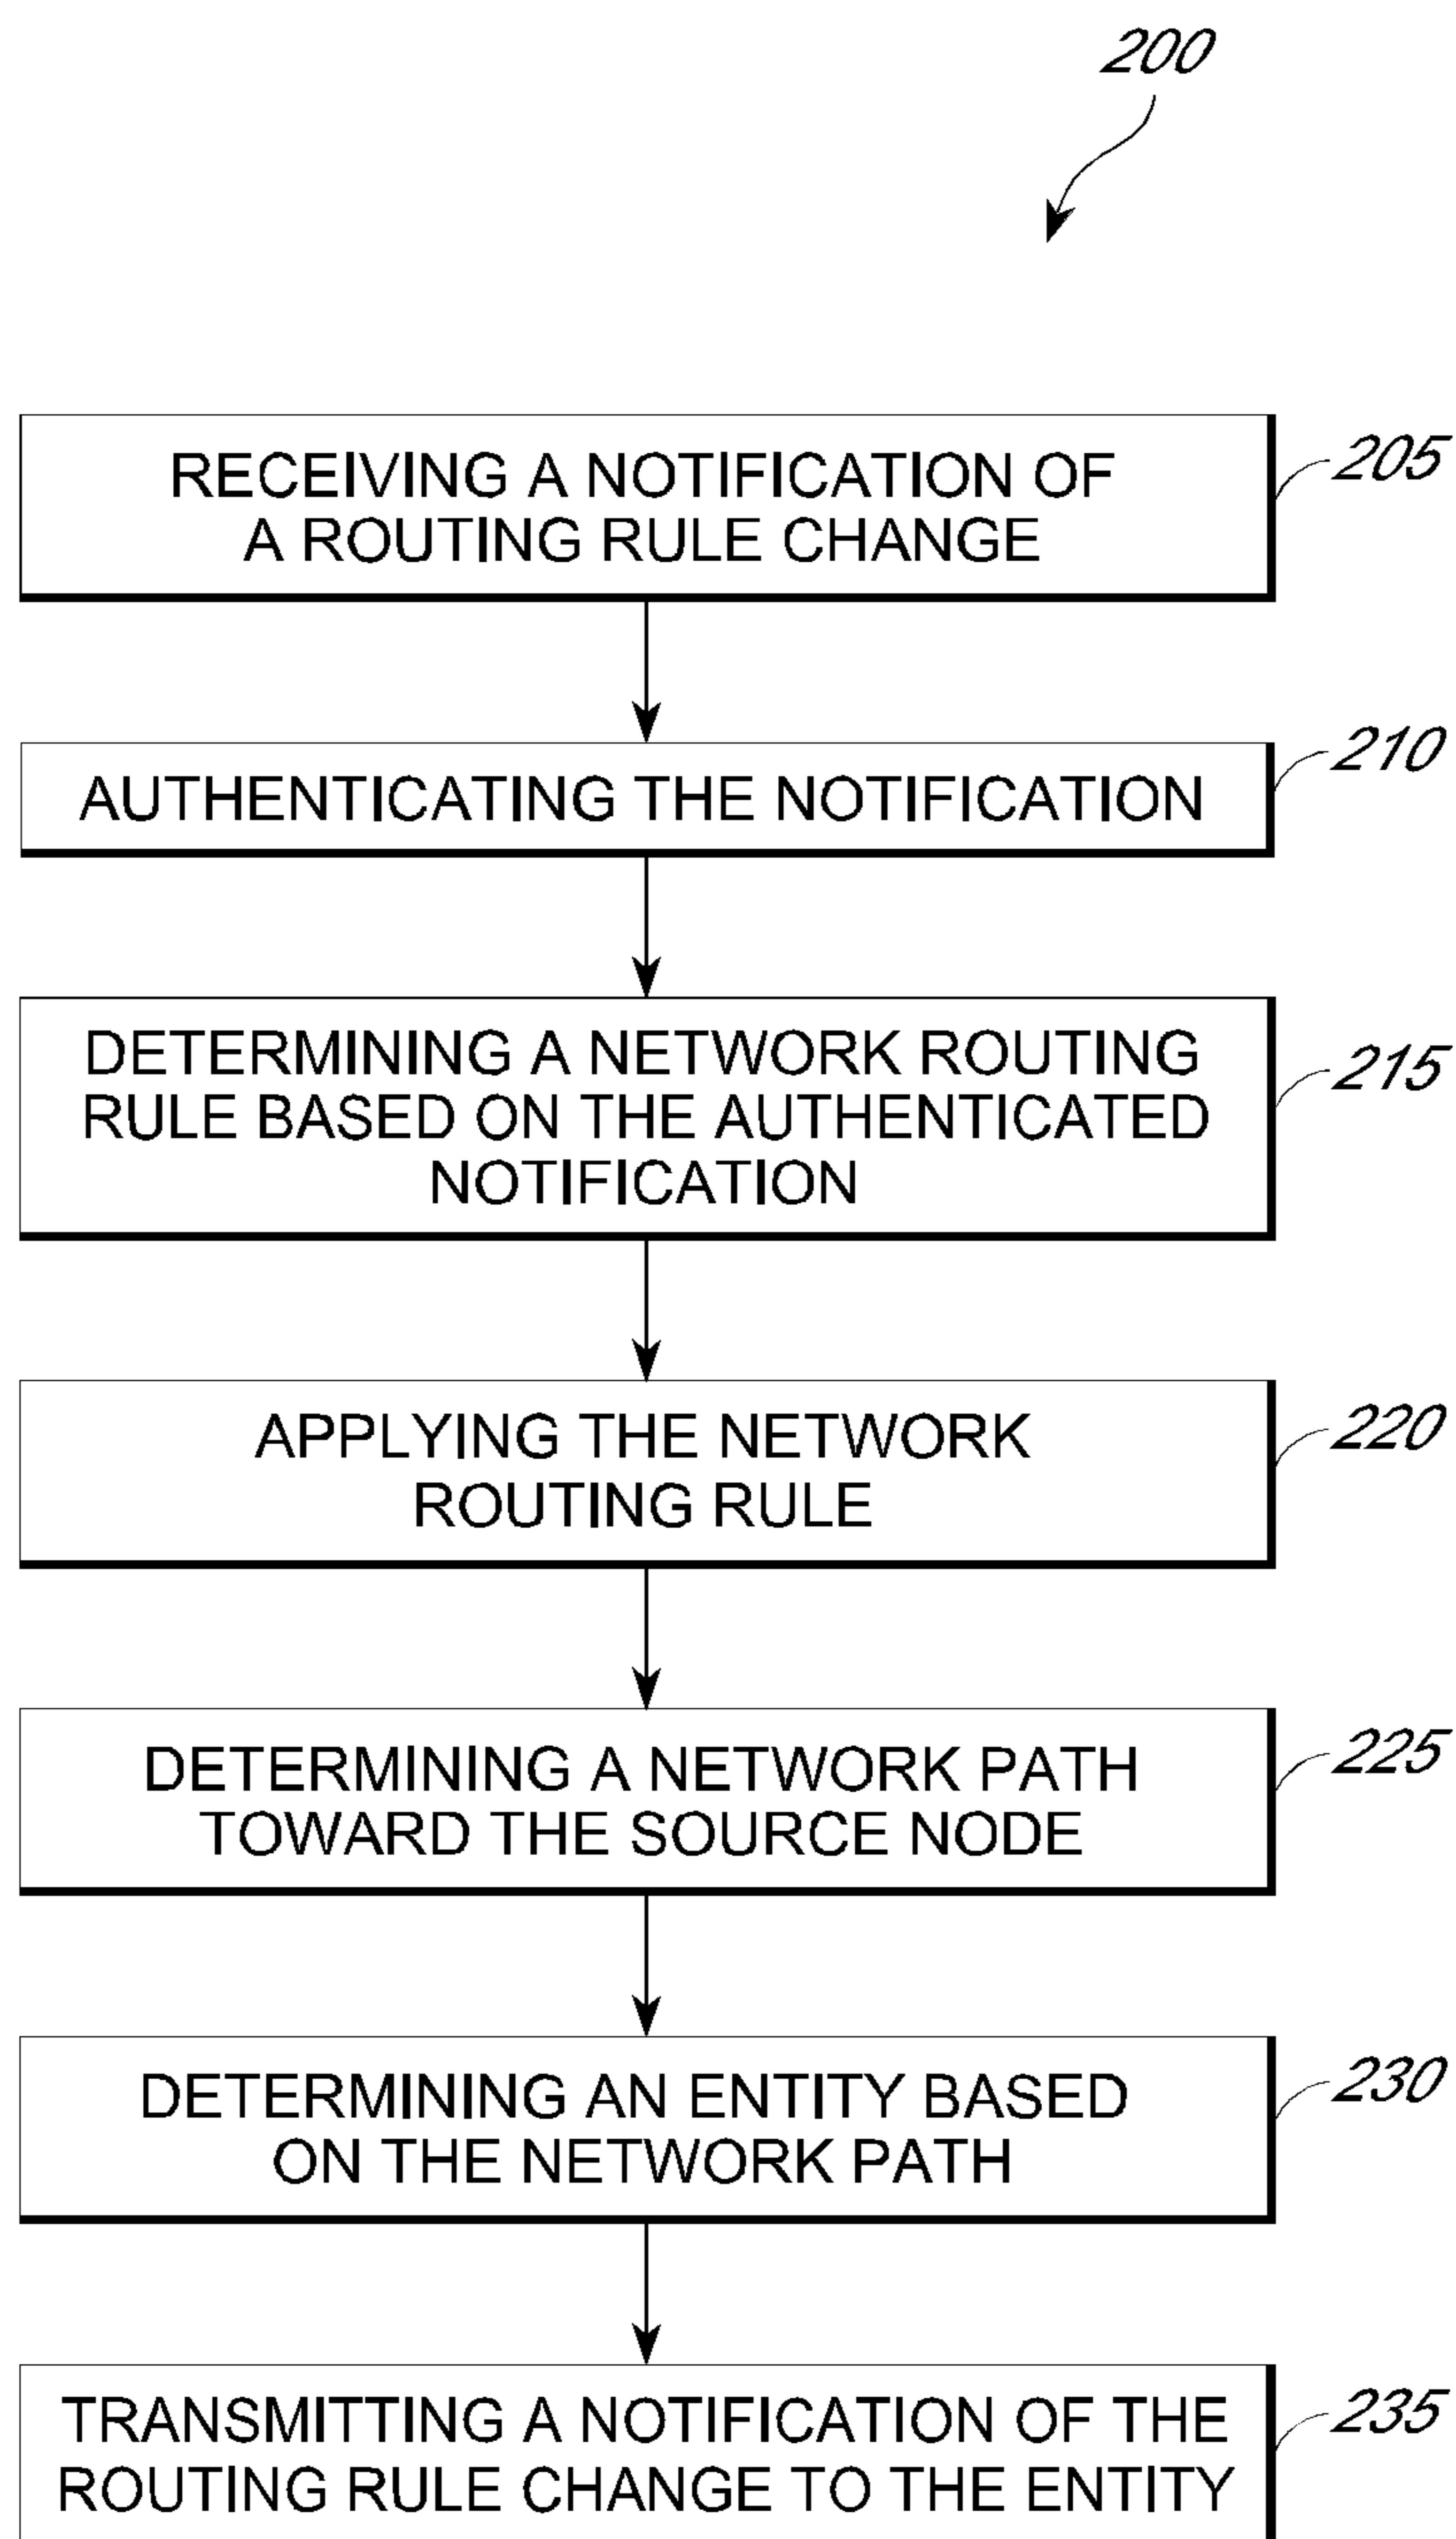 200
RECEIVING A NOTIFICATION OF
A ROUTING RULE CHANGE
205
AUTHENTICATING THE NOTIFICATION
210
DETERMINING A NETWORK ROUTING
RULE BASED ON THE AUTHENTICATED
NOTIFICATION
215
APPLYING THE NETWORK
ROUTING RULE
220
DETERMINING A NETWORK PATH
TOWARD THE SOURCE NODE
225
DETERMINING AN ENTITY BASED
ON THE NETWORK PATH
230
TRANSMITTING A NOTIFICATION OF THE
ROUTING RULE CHANGE TO THE ENTITY
235